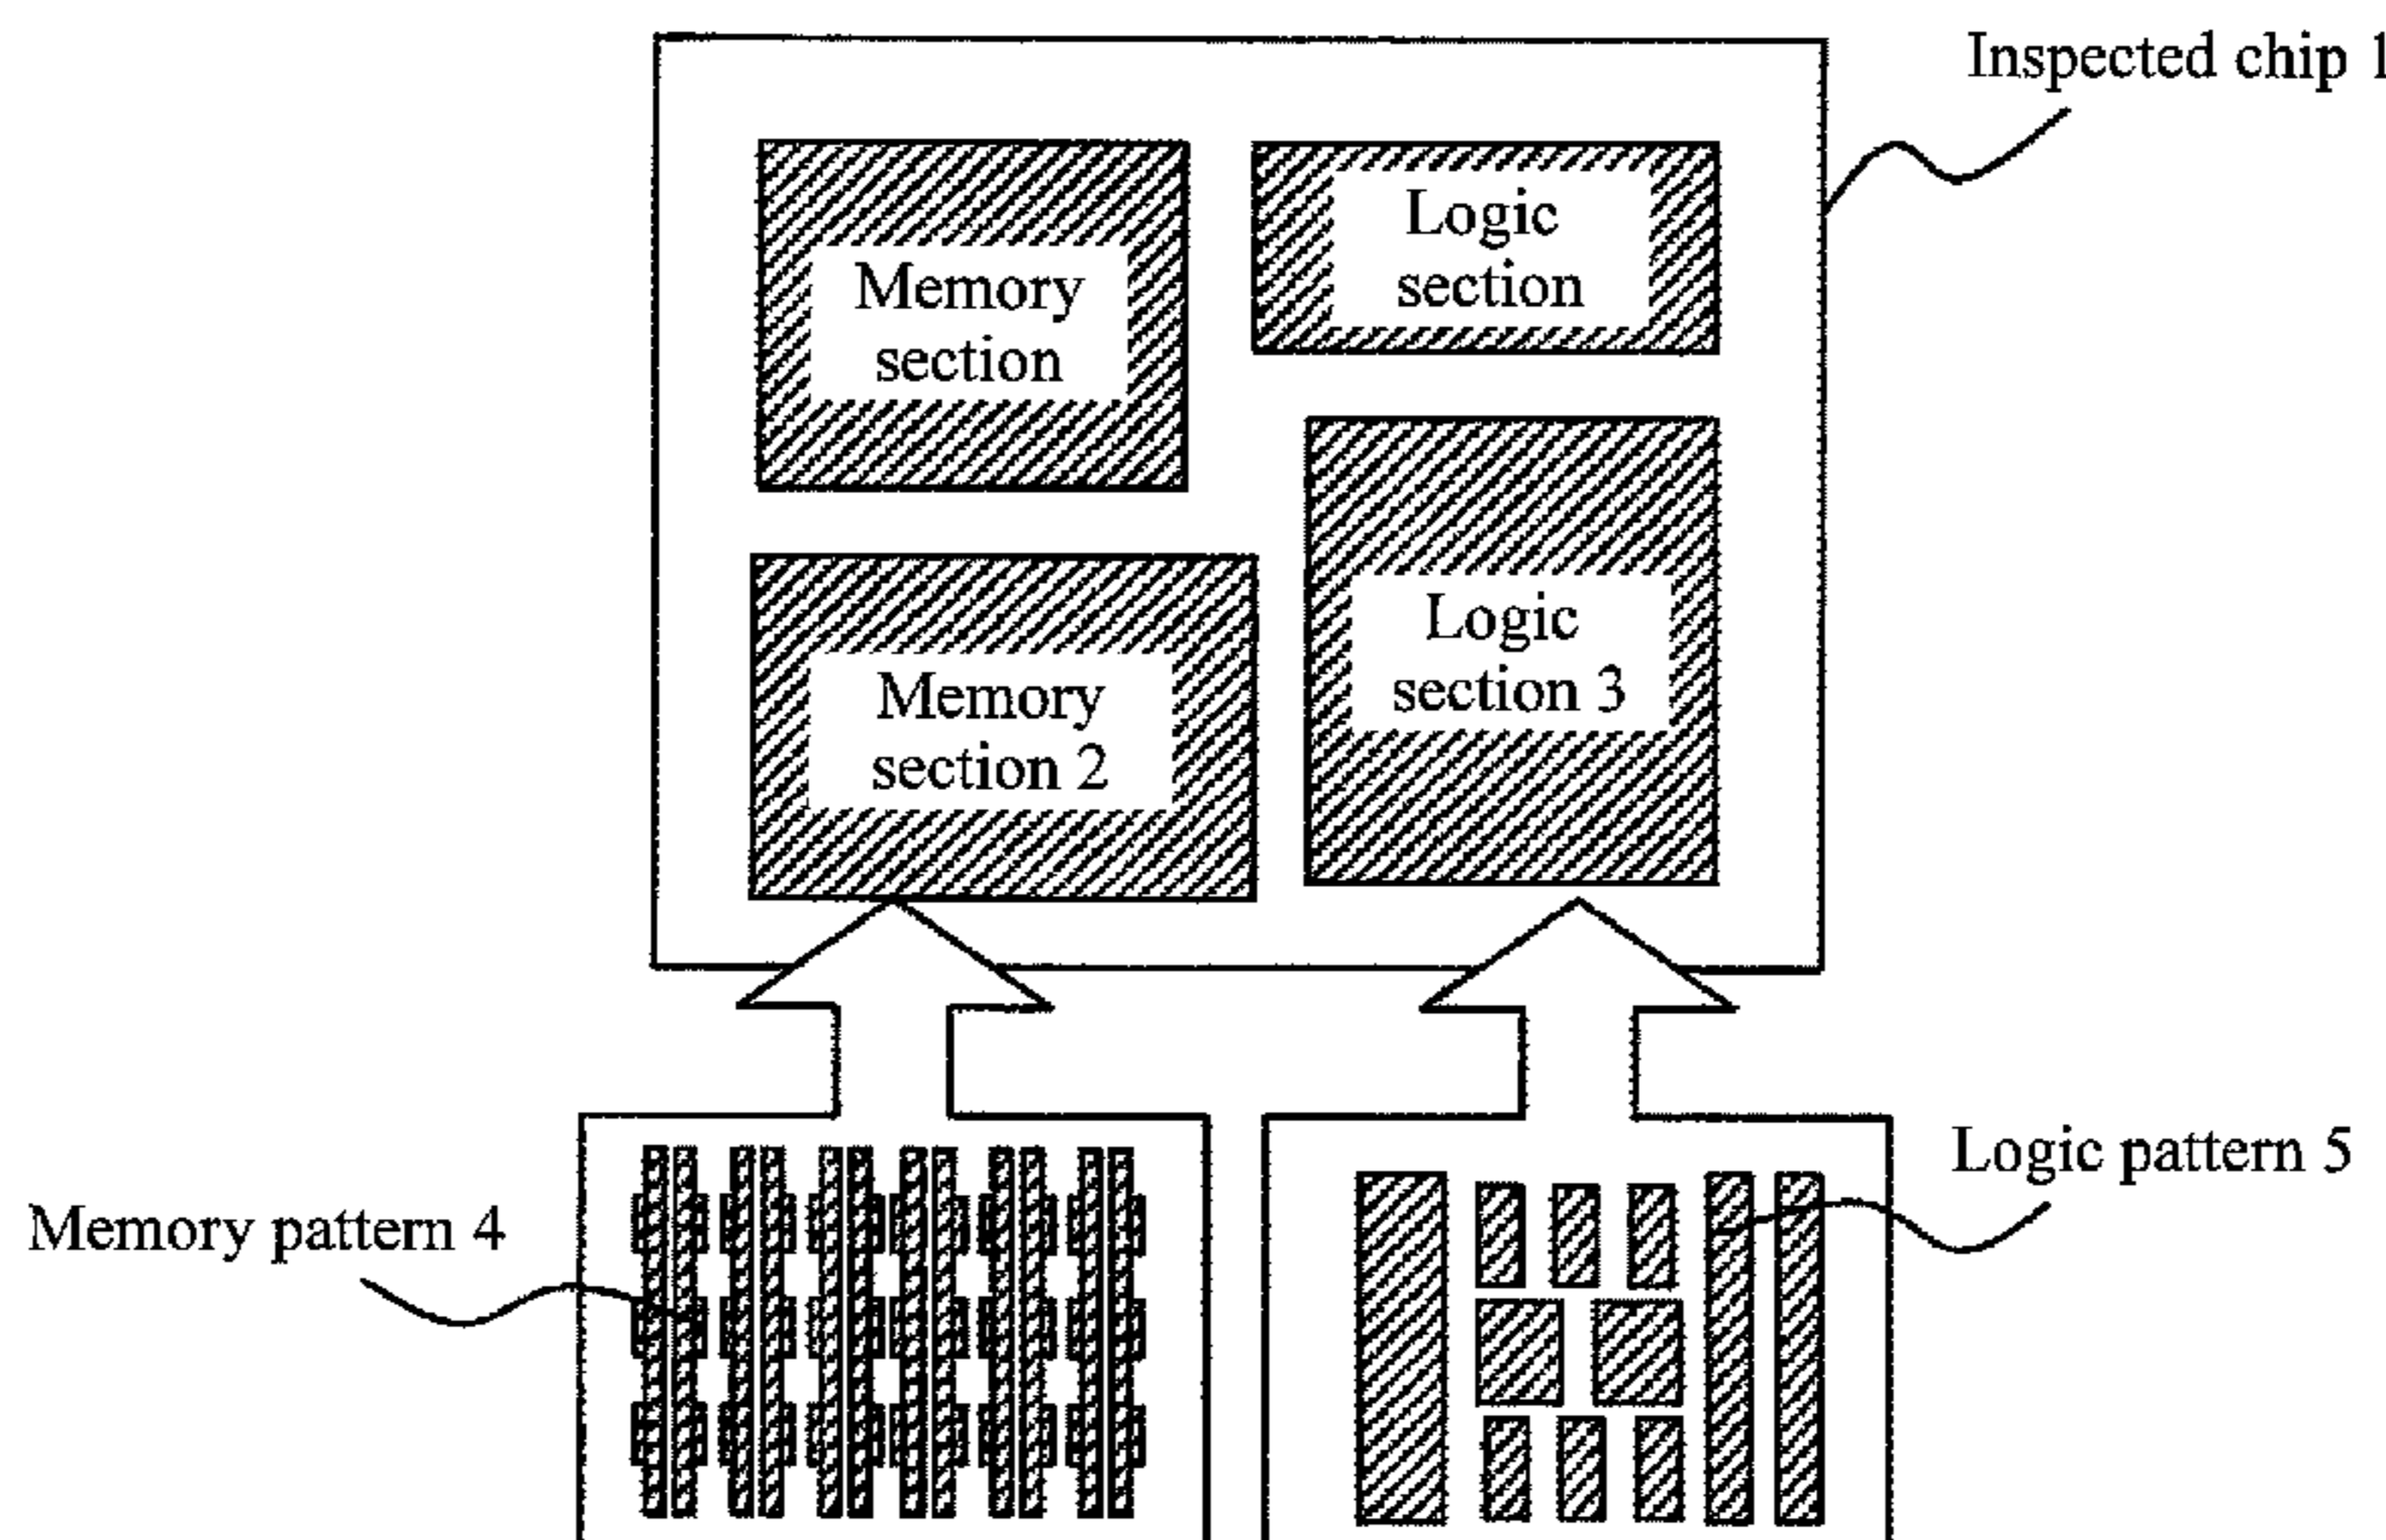 Inspected chip 1
Logic
section
Memory
section
Logic
section 3
Memory
section 2
Logic pattern 5
Memory pattern 4